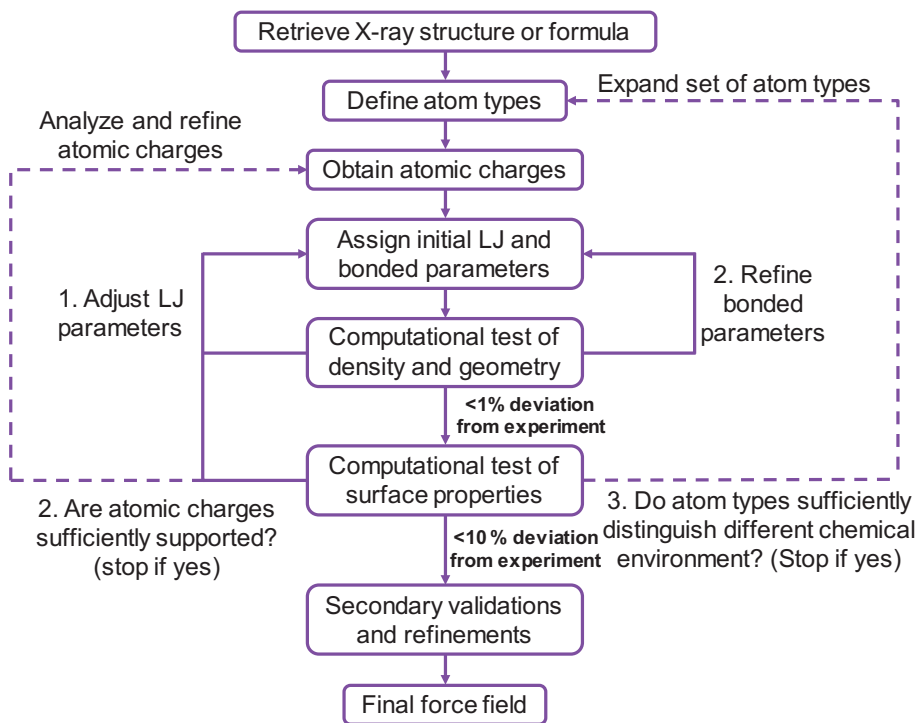 Retrieve X-ray structure or formula
Expand set of atom types
Define atom types
Analyze and refine
atomic charges
Obtain atomic charges
Assign initial LJ and
bonded parameters
1. Adjust LJ
parameters
2. Refine
bonded
parameters
Computational test of
density and geometry
<1% deviation
from experiment
Computational test of
surface properties
2. Are atomic charges
sufficiently supported?
(stop if yes)
3. Do atom types sufficiently
distinguish different chemical
environment? (Stop if yes)
<10 % deviation
from experiment
Secondary validations
and refinements
Final force field